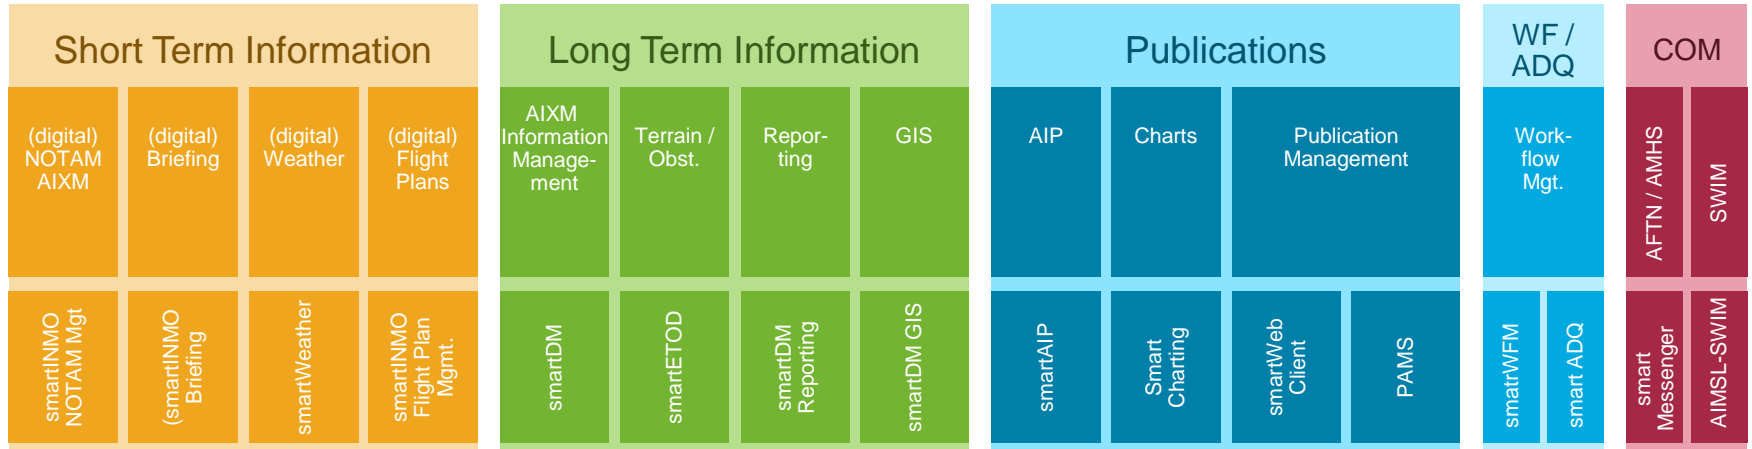 Short Term Information
(digital)
NOTAM
AIXM
(digital)
Briefing
(digital)
Weather
(digital)
Flight
Plans
smartINMO
NOTAM Mgt
(smartINMO
Briefing
smartWeather
smartINMO
Flight Plan
Mgmt.
Long Term Information
AIXM
Information
Manage-
ment
Terrain /
Obst.
Repor-
ting
GIS
smartDM
smartETOD
smartDM
Reporting
smartDM GIS
Publications
AIP
Charts
Publication
Management
smartAIP
Smart
Charting
smartWeb
Client
PAMS
WF /
ADQ
Work-
flow
Mgt.
smatrWFM
smart ADQ
COM
AFTN / AMHS
SWIM
smart
Messenger
AIMSL-SWIM